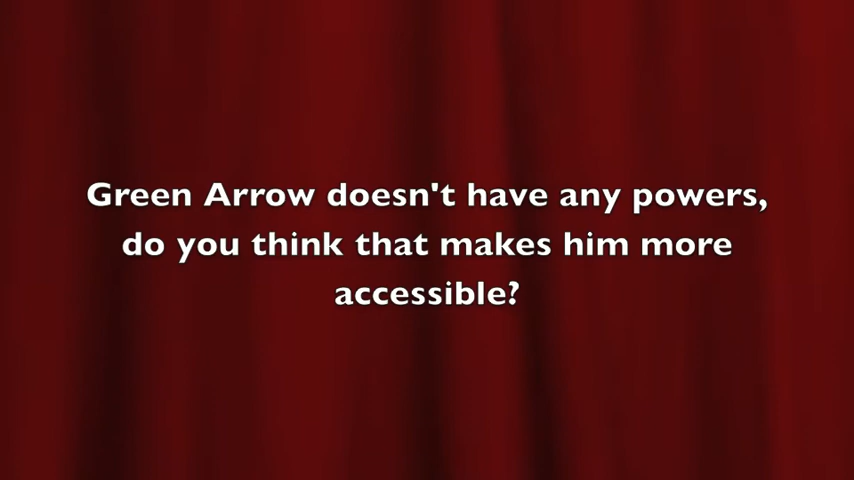 Green Arrow doesn't have any powers,
do you think that makes him more
accessible?